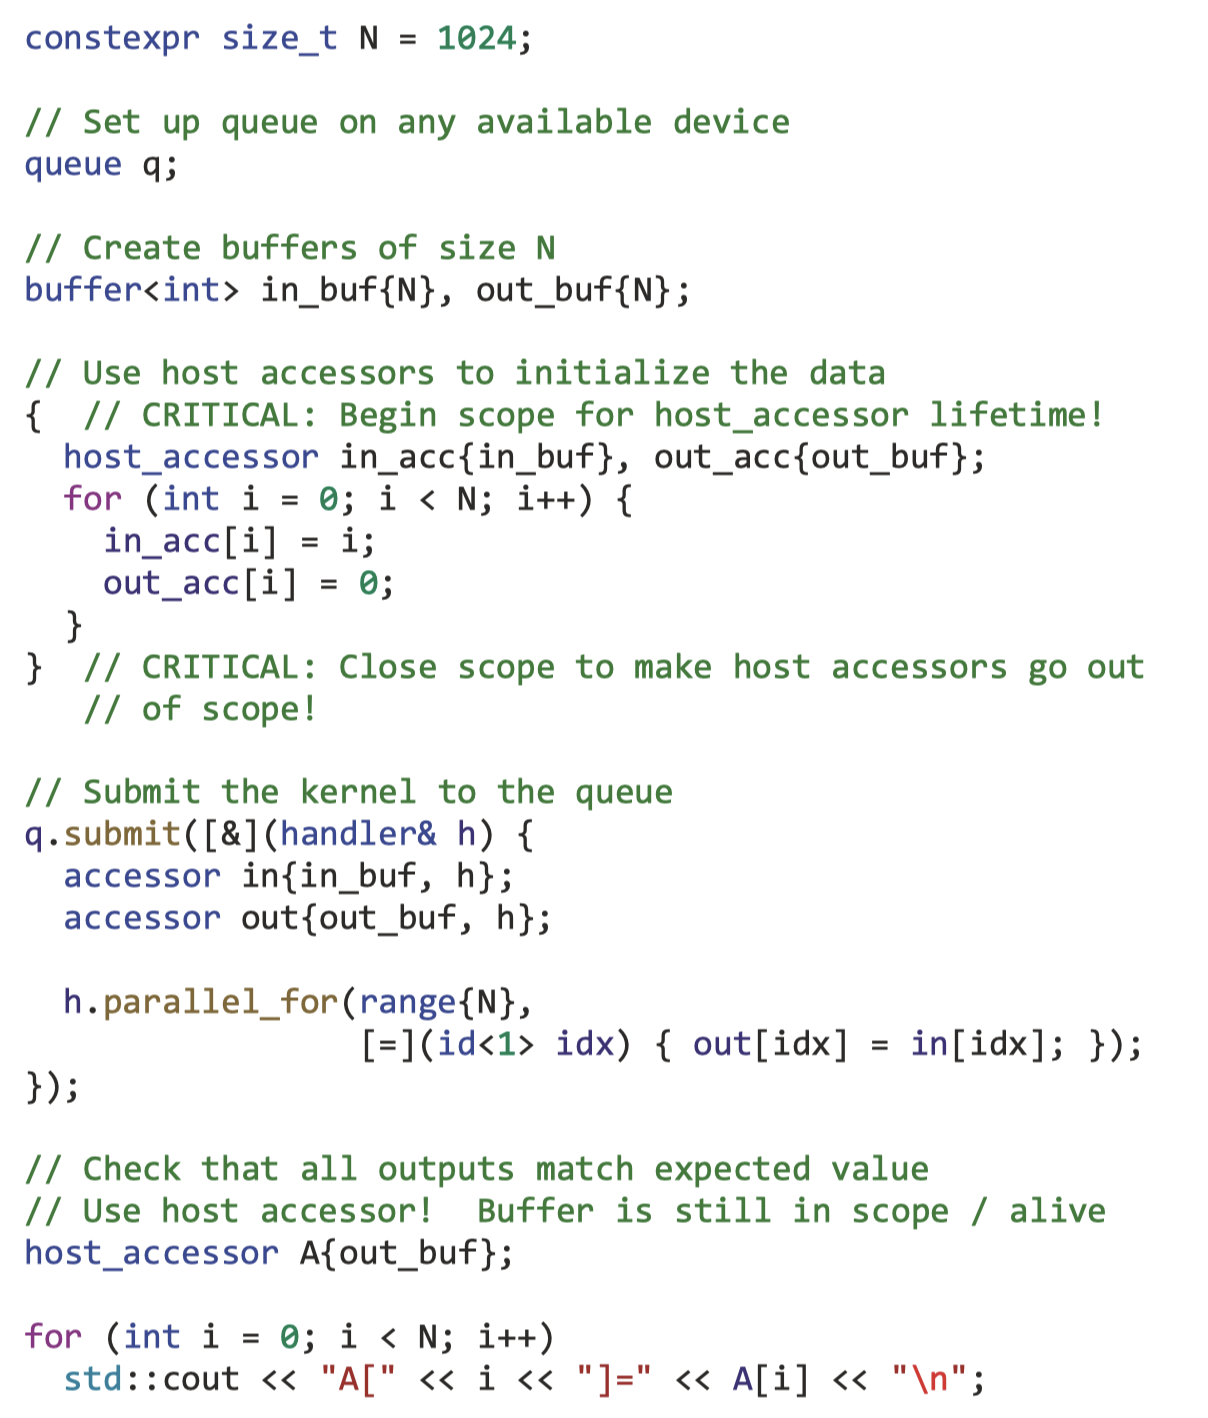 constexpr size_t N = 1024;

// Set up queue on any available device
queue q;

// Create buffers of size N
buffer<int> in_buf{N}, out_buf{N};

// Use host accessors to initialize the data
{  // CRITICAL: Begin scope for host_accessor lifetime!
  host_accessor in_acc{in_buf}, out_acc{out_buf};
  for (int i = 0; i < N; i++) {
    in_acc[i] = i;
    out_acc[i] = 0;
  }
}  // CRITICAL: Close scope to make host accessors go out
   // of scope!

// Submit the kernel to the queue
q.submit([&](handler& h) {
  accessor in{in_buf, h};
  accessor out{out_buf, h};

  h.parallel_for(range{N},
                 [=](id<1> idx) { out[idx] = in[idx]; });
});

// Check that all outputs match expected value
// Use host accessor!  Buffer is still in scope / alive
host_accessor A{out_buf};

for (int i = 0; i < N; i++)
  std::cout << "A[" << i << "]=" << A[i] << "\n";